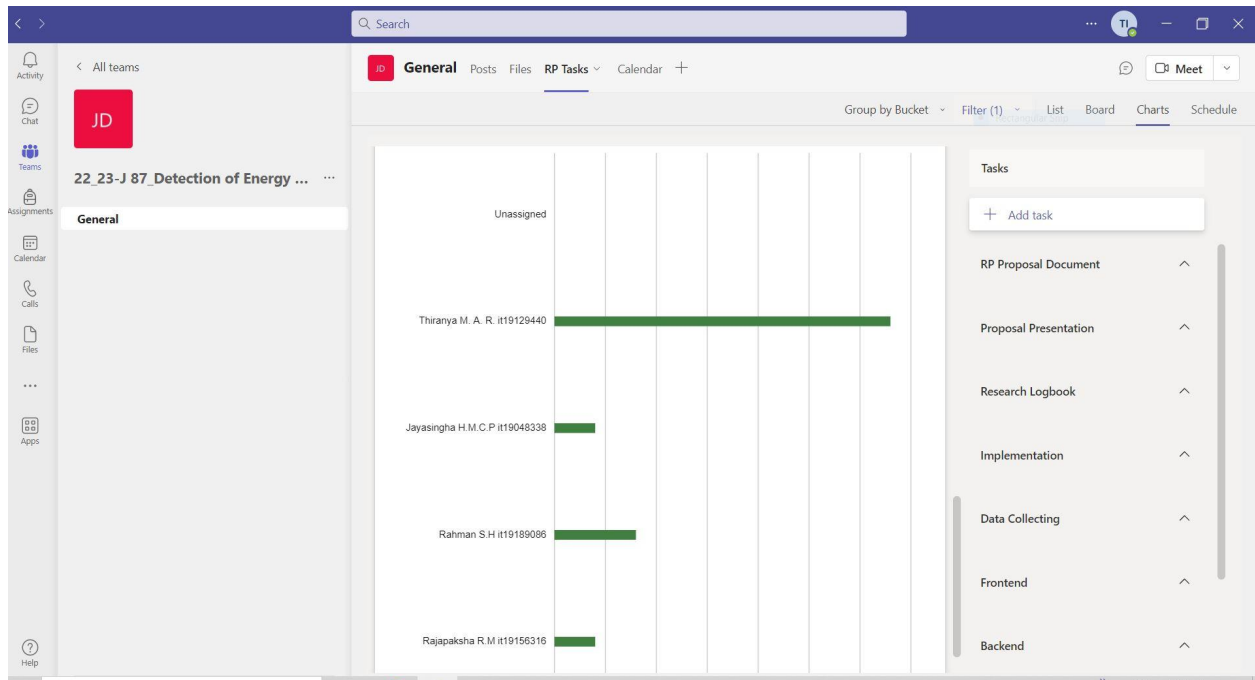 Search
TI
Activity
Chat
Teams
Assignments
Calendar
Calls
Files
Apps
Help
All teams
JD
22_23-J 87_Detection of Energy ...
General
JD General Posts Files RP Tasks Calendar
Meet
Group by Bucket Filter (1) List Board Charts Schedule
Unassigned
Thiranya M. A. R. it19129440
Jayasingha H.M.C.P it19048338
Rahman S.H it19189086
Rajapaksha R.M it19156316
Tasks
+ Add task
RP Proposal Document
Proposal Presentation
Research Logbook
Implementation
Data Collecting
Frontend
Backend